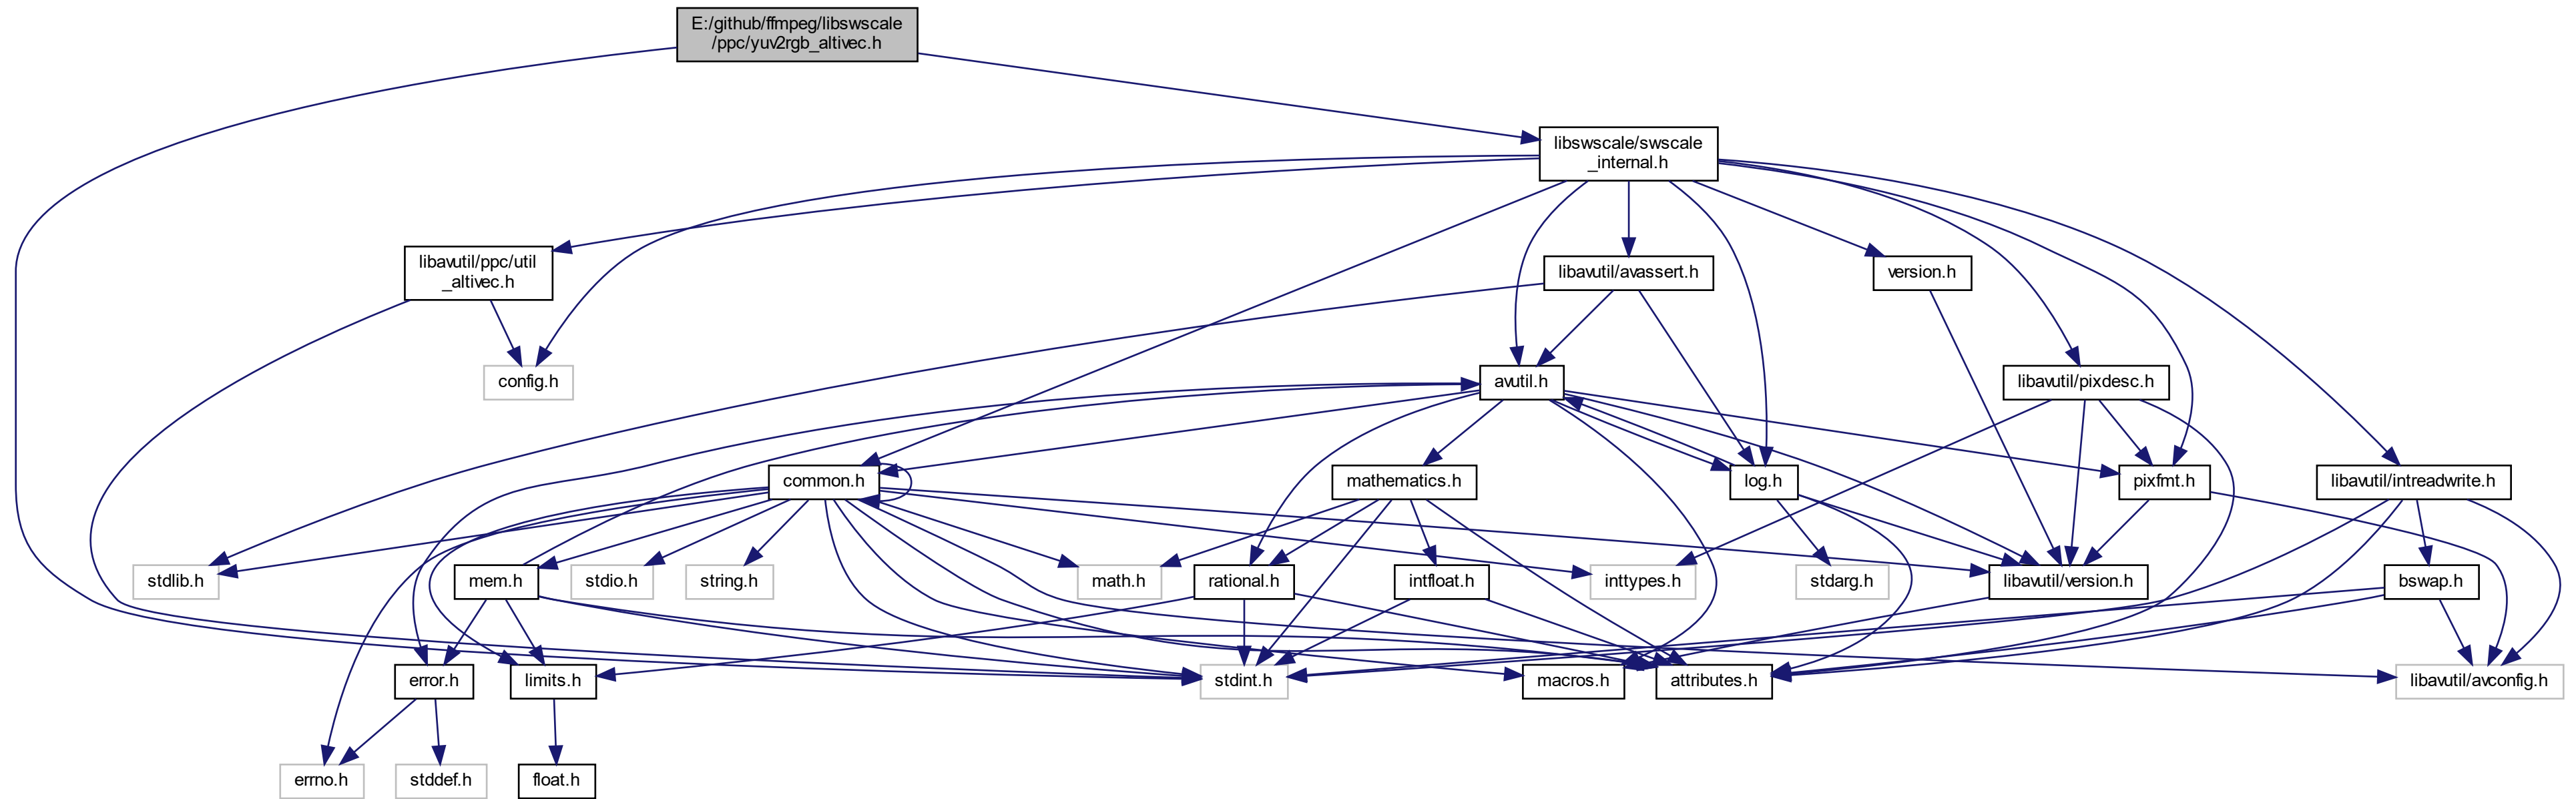 E:/github/ffmpeg/libswscale
/ppc/yuv2rgb_altivec.h
libswscale/swscale
_internal.h
libavutil/ppc/util
_altivec.h
libavutil/avassert.h
version.h
config.h
avutil.h
libavutil/pixdesc.h
common.h
mathematics.h
log.h
pixfmt.h
libavutil/intreadwrite.h
stdlib.h
mem.h
stdio.h
string.h
math.h
rational.h
intfloat.h
inttypes.h
stdarg.h
libavutil/version.h
bswap.h
error.h
limits.h
stdint.h
macros.h
attributes.h
libavutil/avconfig.h
errno.h
stddef.h
float.h